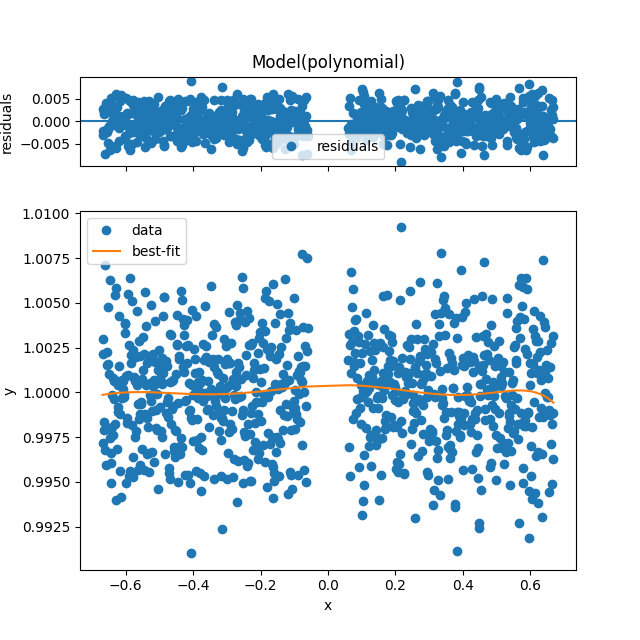 Model(polynomial)
residuals
0.005
0.000
−0.005
residuals
y
1.0100
1.0075
1.0050
1.0025
1.0000
0.9975
0.9950
0.9925
data
best-fit
−0.6 −0.4 −0.2 0.0 0.2 0.4 0.6
x